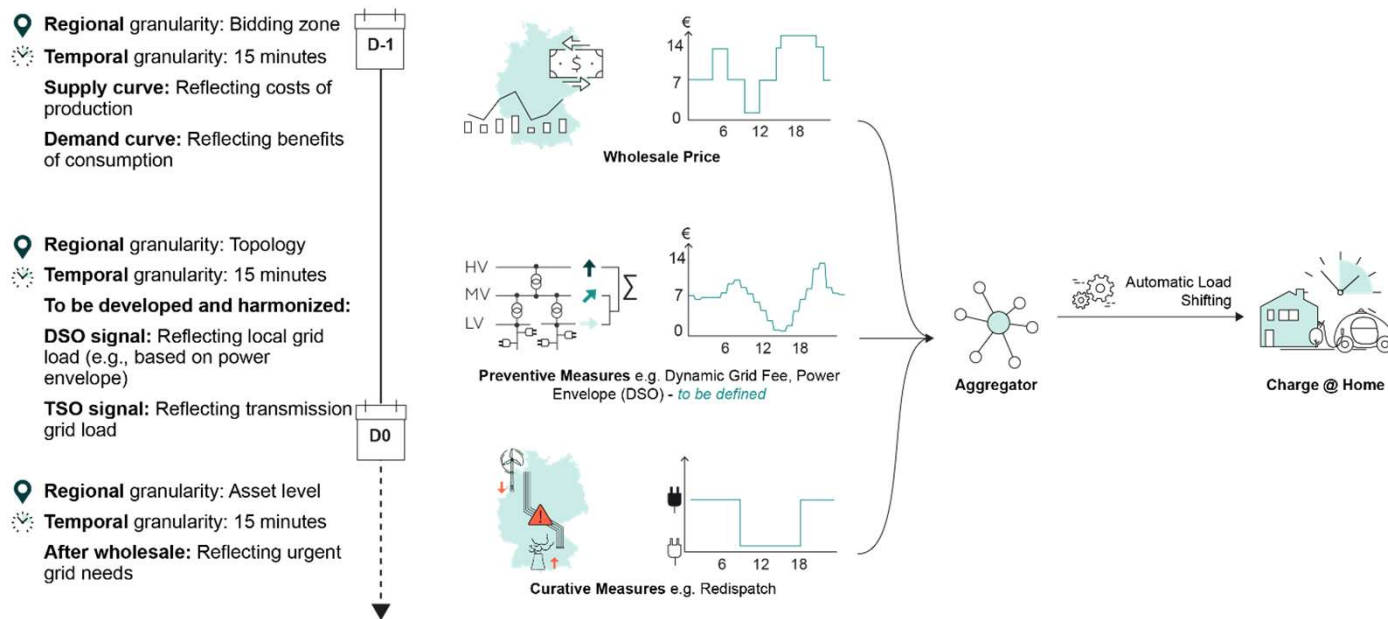 Regional granularity: Bidding zone
Temporal granularity: 15 minutes
Supply curve: Reflecting costs of
production
Demand curve: Reflecting benefits
of consumption
D-1
€
14
7
0
6 12 18
$
Wholesale Price
Regional granularity: Topology
Temporal granularity: 15 minutes
To be developed and harmonized:
DSO signal: Reflecting local grid
load (e.g., based on power
envelope)
TSO signal: Reflecting transmission
grid load
D0
HV
MV
LV
Σ
€
14
7
0
6 12 18
Preventive Measures e.g. Dynamic Grid Fee, Power
Envelope (DSO) - to be defined
Regional granularity: Asset level
Temporal granularity: 15 minutes
After wholesale: Reflecting urgent
grid needs
!
6 12 18
Curative Measures e.g. Redispatch
Aggregator
Automatic Load
Shifting
Charge @ Home